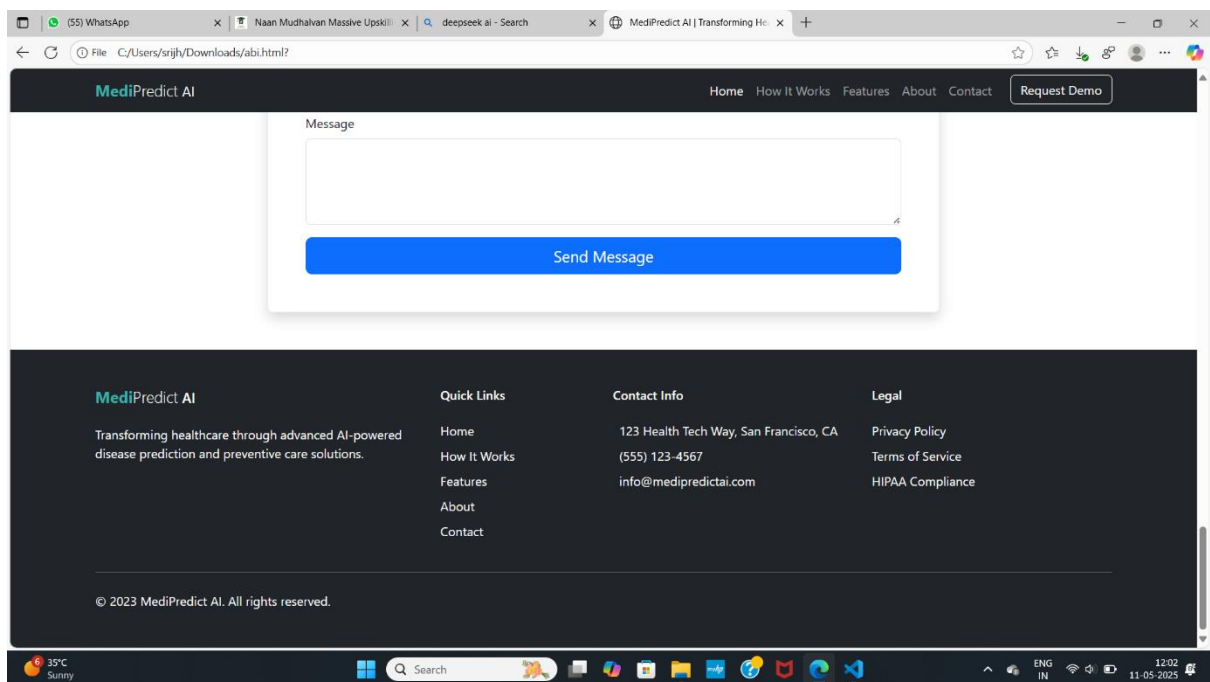 (55) WhatsApp
Naan Mudhalvan Massive Upskilli
deepseek ai - Search
MediPredict AI | Transforming He
File C:/Users/srijh/Downloads/abi.html?
MediPredict AI
Home How It Works Features About Contact Request Demo
Message
Send Message
MediPredict AI
Transforming healthcare through advanced AI-powered
disease prediction and preventive care solutions.
Quick Links
Home
How It Works
Features
About
Contact
Contact Info
123 Health Tech Way, San Francisco, CA
(555) 123-4567
info@medipredictai.com
Legal
Privacy Policy
Terms of Service
HIPAA Compliance
© 2023 MediPredict AI. All rights reserved.
6
35°C
Sunny
Search
ENG
IN
12:02
11-05-2025